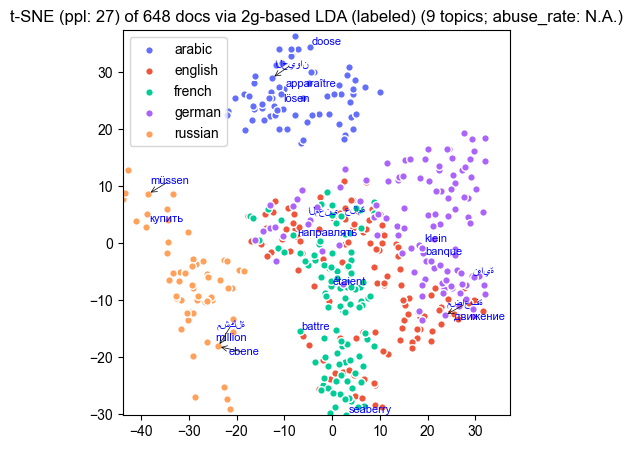 t-SNE (ppl: 27) of 648 docs via 2g-based LDA (labeled) (9 topics; abuse_rate: N.A.)
arabic
english
french
german
russian
doose
apparaître
lösen
müssen
купить
направлять
klein
banque
étaient
движение
battre
million
ebene
seaberry
30
20
10
0
−10
−20
−30
−40
−30
−20
−10
0
10
20
30